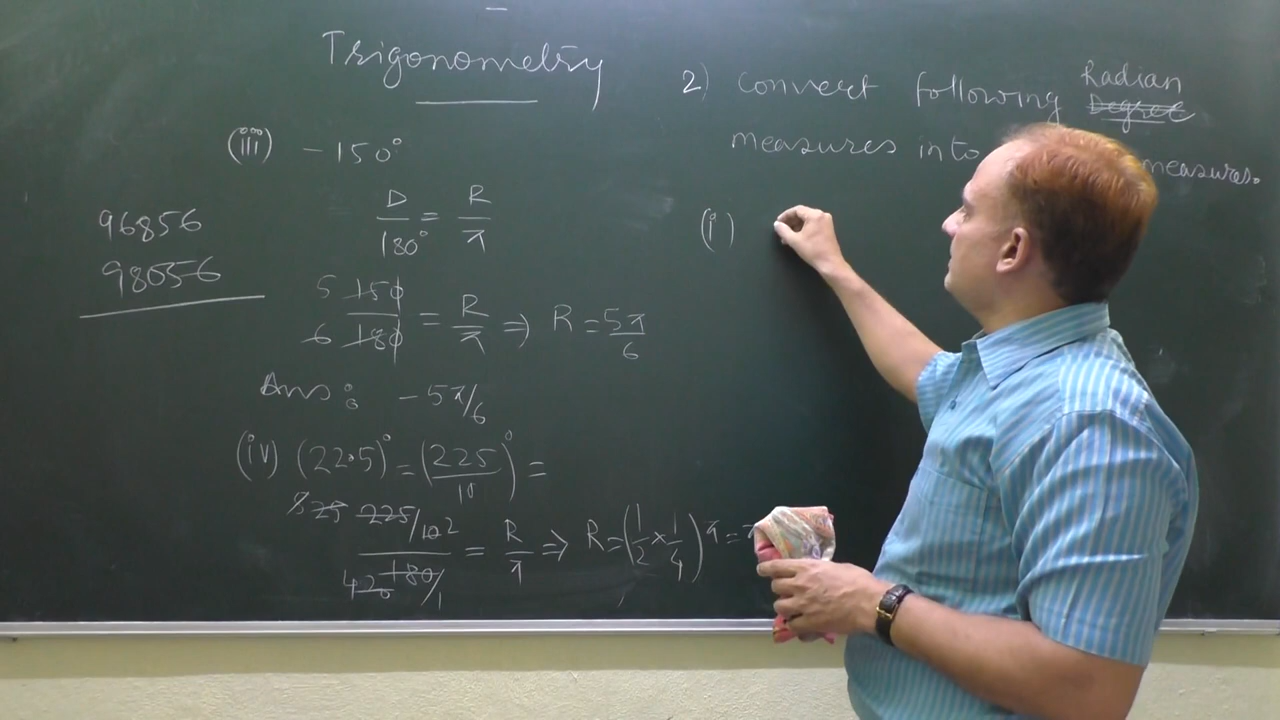 Trigonometry
(iii) -150°
D/180° = R/π
96856
98056
5 150 / 6 180 = R/π ⇒ R = 5π/6
Ans : -5π/6
(iv) (22.5)° = (225/10)° =
225/10 2 / 180/1 = R/π ⇒ R = (1/2 × 1/4) π =
2) Convert following Radian Degree
measures into measures.
(i)